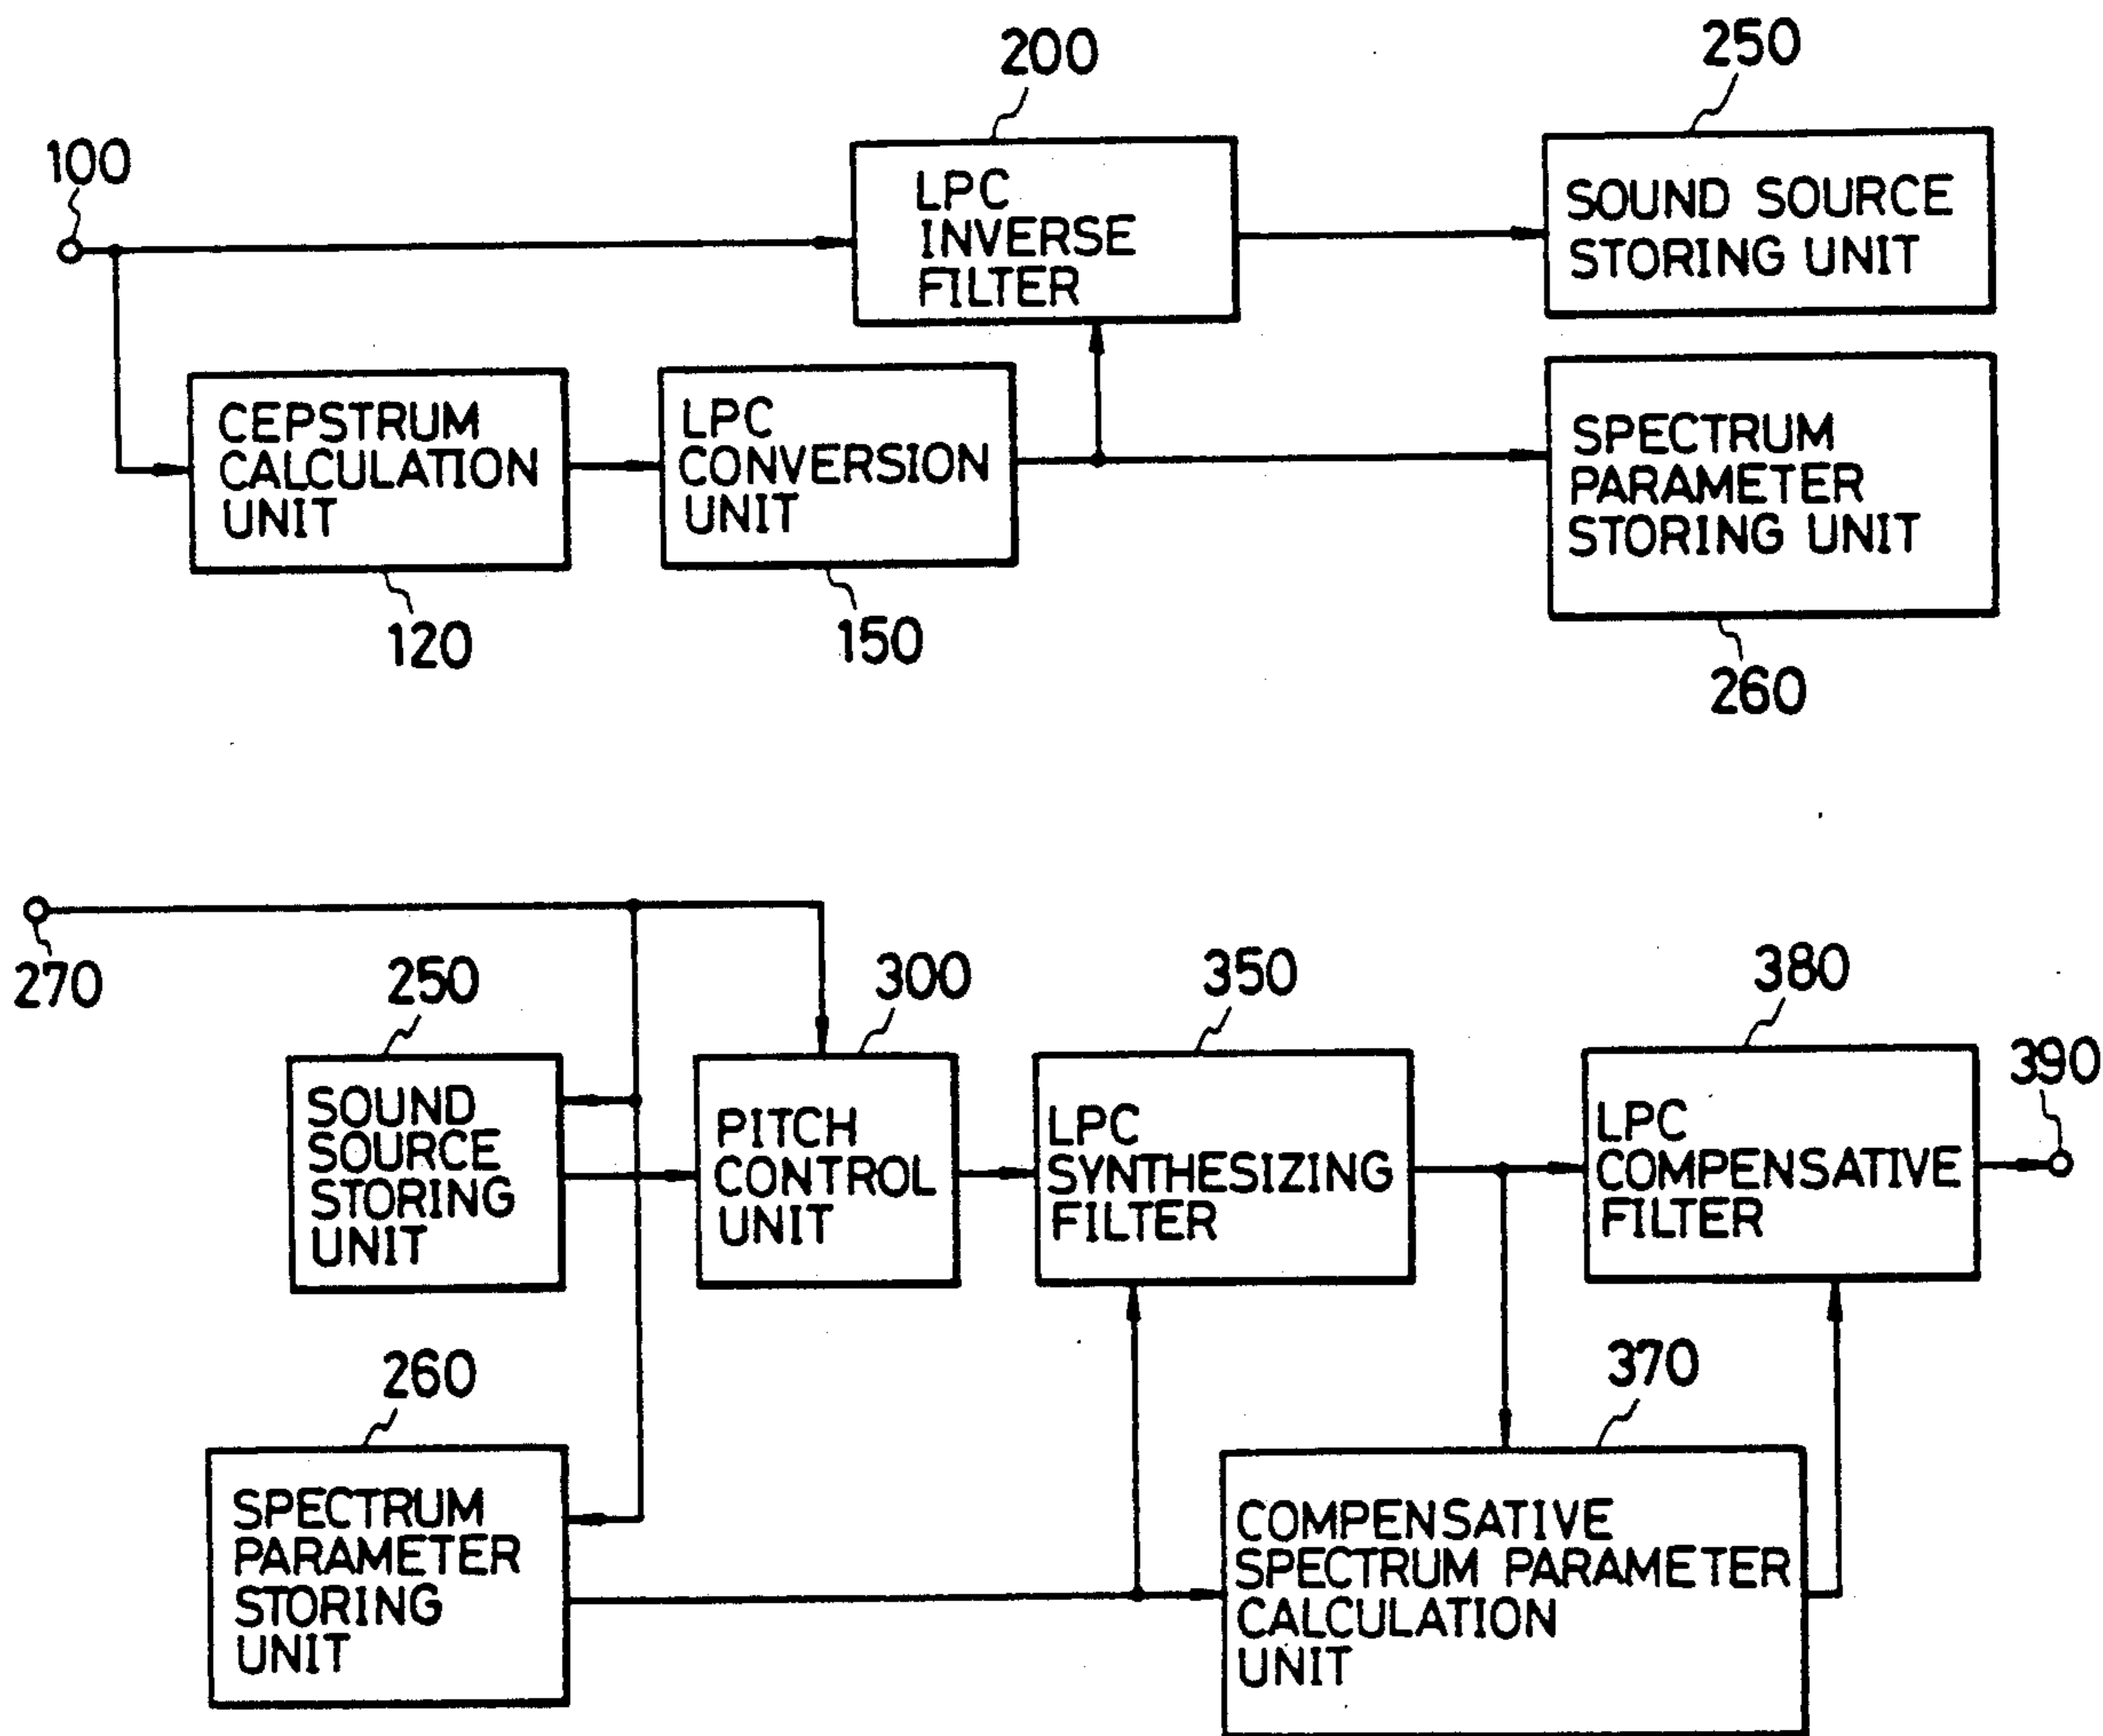 200
250
100
LPC
INVERSE
FILTER
SOUND SOURCE
STORING UNIT
CEPSTRUM
CALCULATION
UNIT
LPC
CONVERSION
UNIT
SPECTRUM
PARAMETER
STORING UNIT
120
150
260
270
250
300
350
380
390
SOUND
SOURCE
STORING
UNIT
PITCH
CONTROL
UNIT
LPC
SYNTHESIZING
FILTER
LPC
COMPENSATIVE
FILTER
260
370
SPECTRUM
PARAMETER
STORING
UNIT
COMPENSATIVE
SPECTRUM PARAMETER
CALCULATION
UNIT